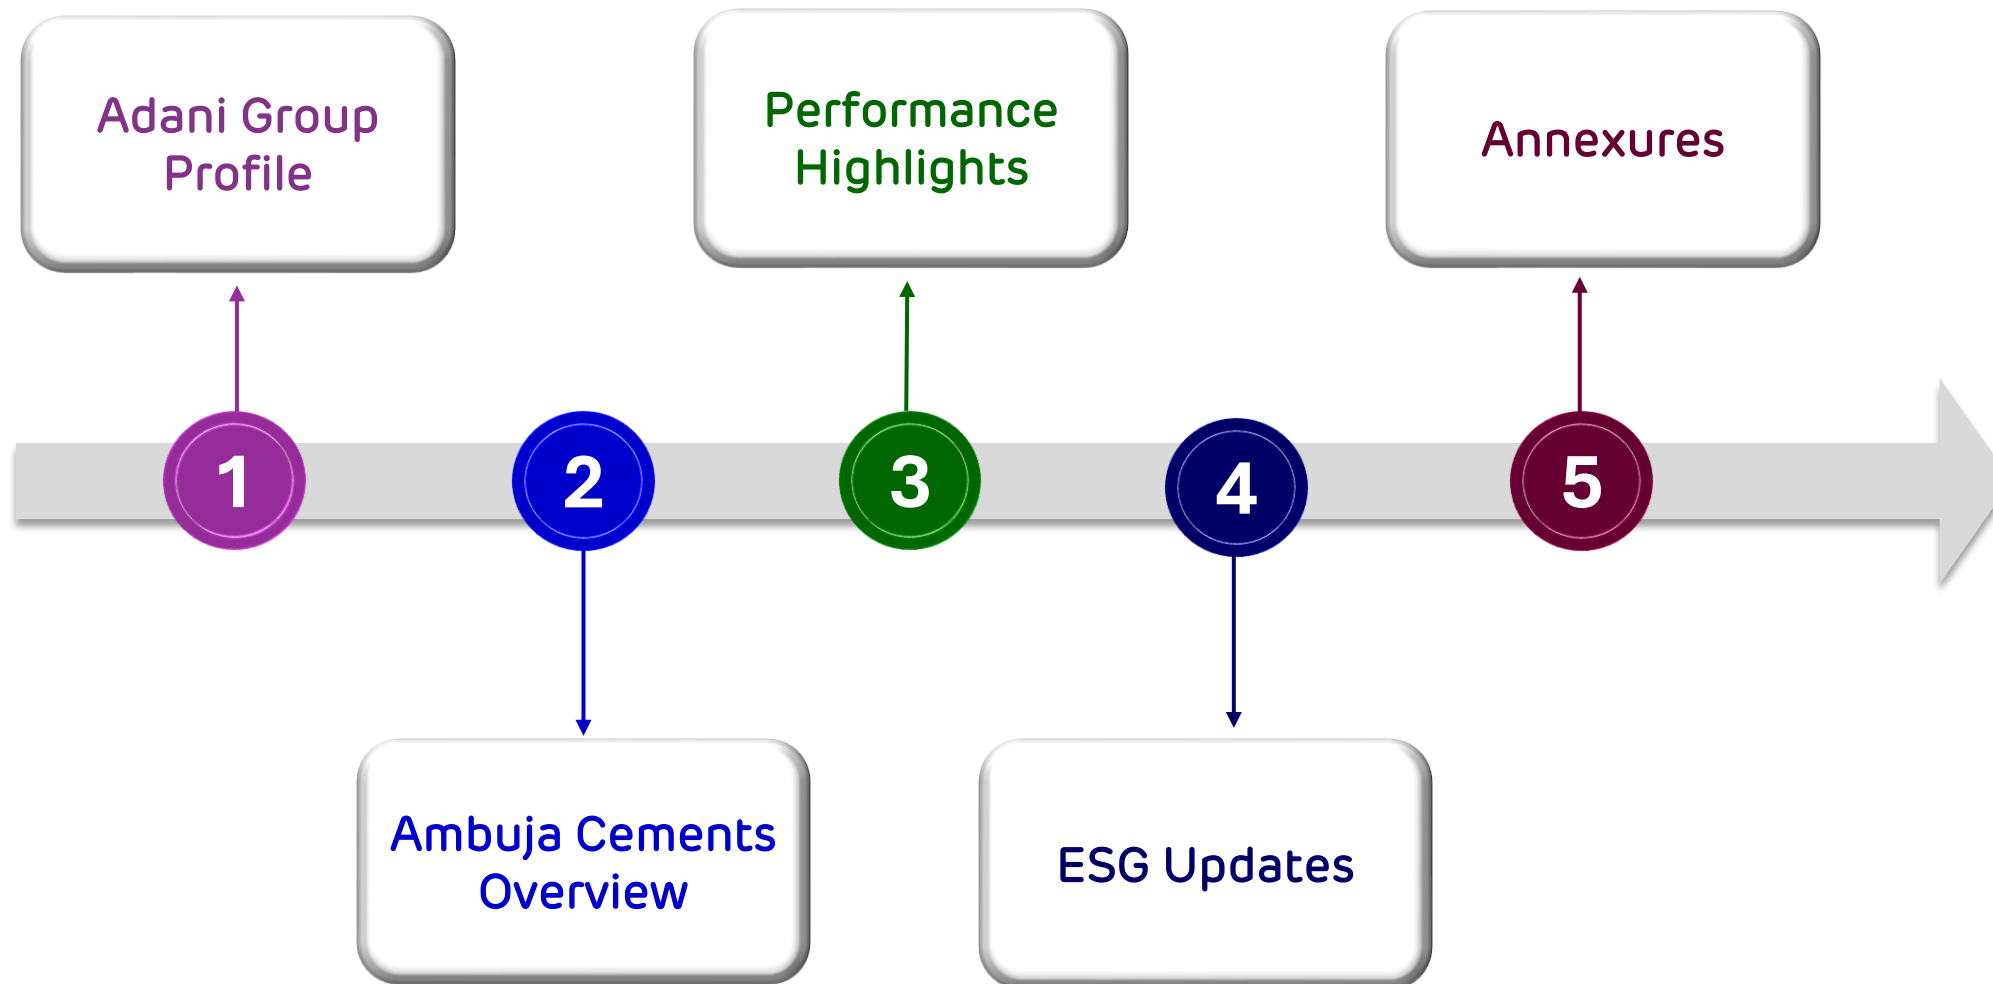 Adani Group
Profile
Performance
Highlights
Annexures
1
2
3
4
5
Ambuja Cements
Overview
ESG Updates